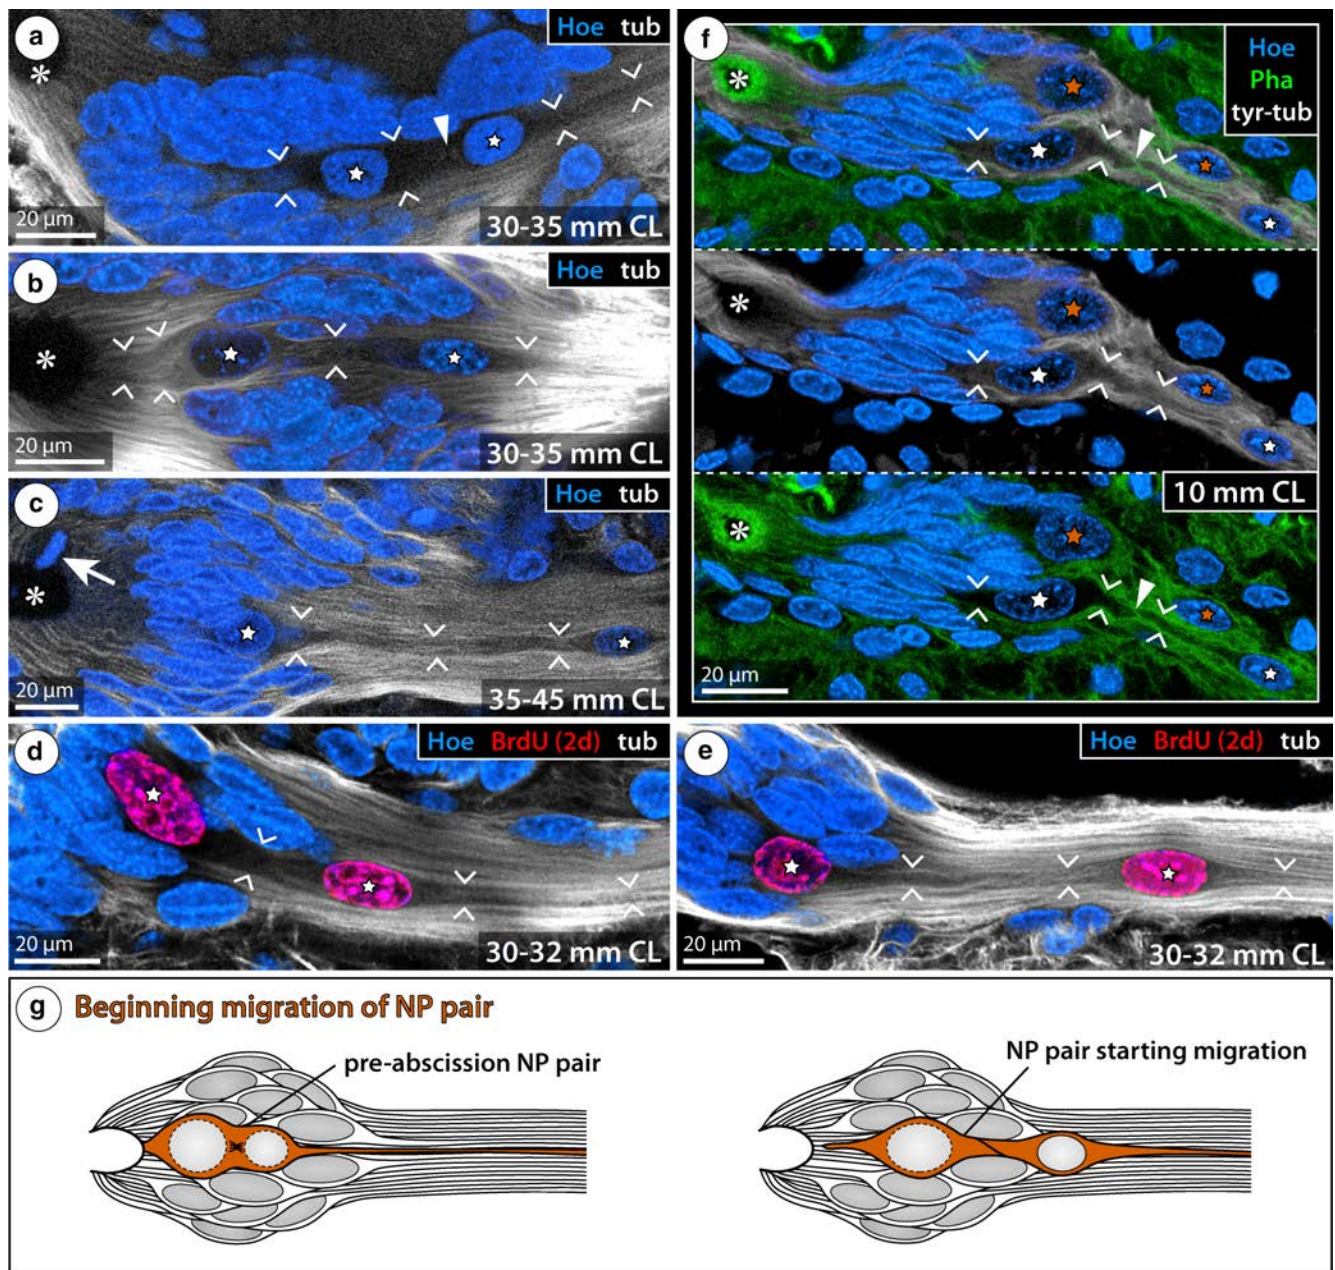 a
Hoe tub
*
20 µm
30-35 mm CL
b
Hoe tub
*
20 µm
30-35 mm CL
c
Hoe tub
*
20 µm
35-45 mm CL
d
Hoe BrdU (2d) tub
20 µm
30-32 mm CL
e
Hoe BrdU (2d) tub
20 µm
30-32 mm CL
f
Hoe
Pha
tyr-tub
*
*
10 mm CL
*
20 µm
g Beginning migration of NP pair
pre-abscission NP pair
NP pair starting migration